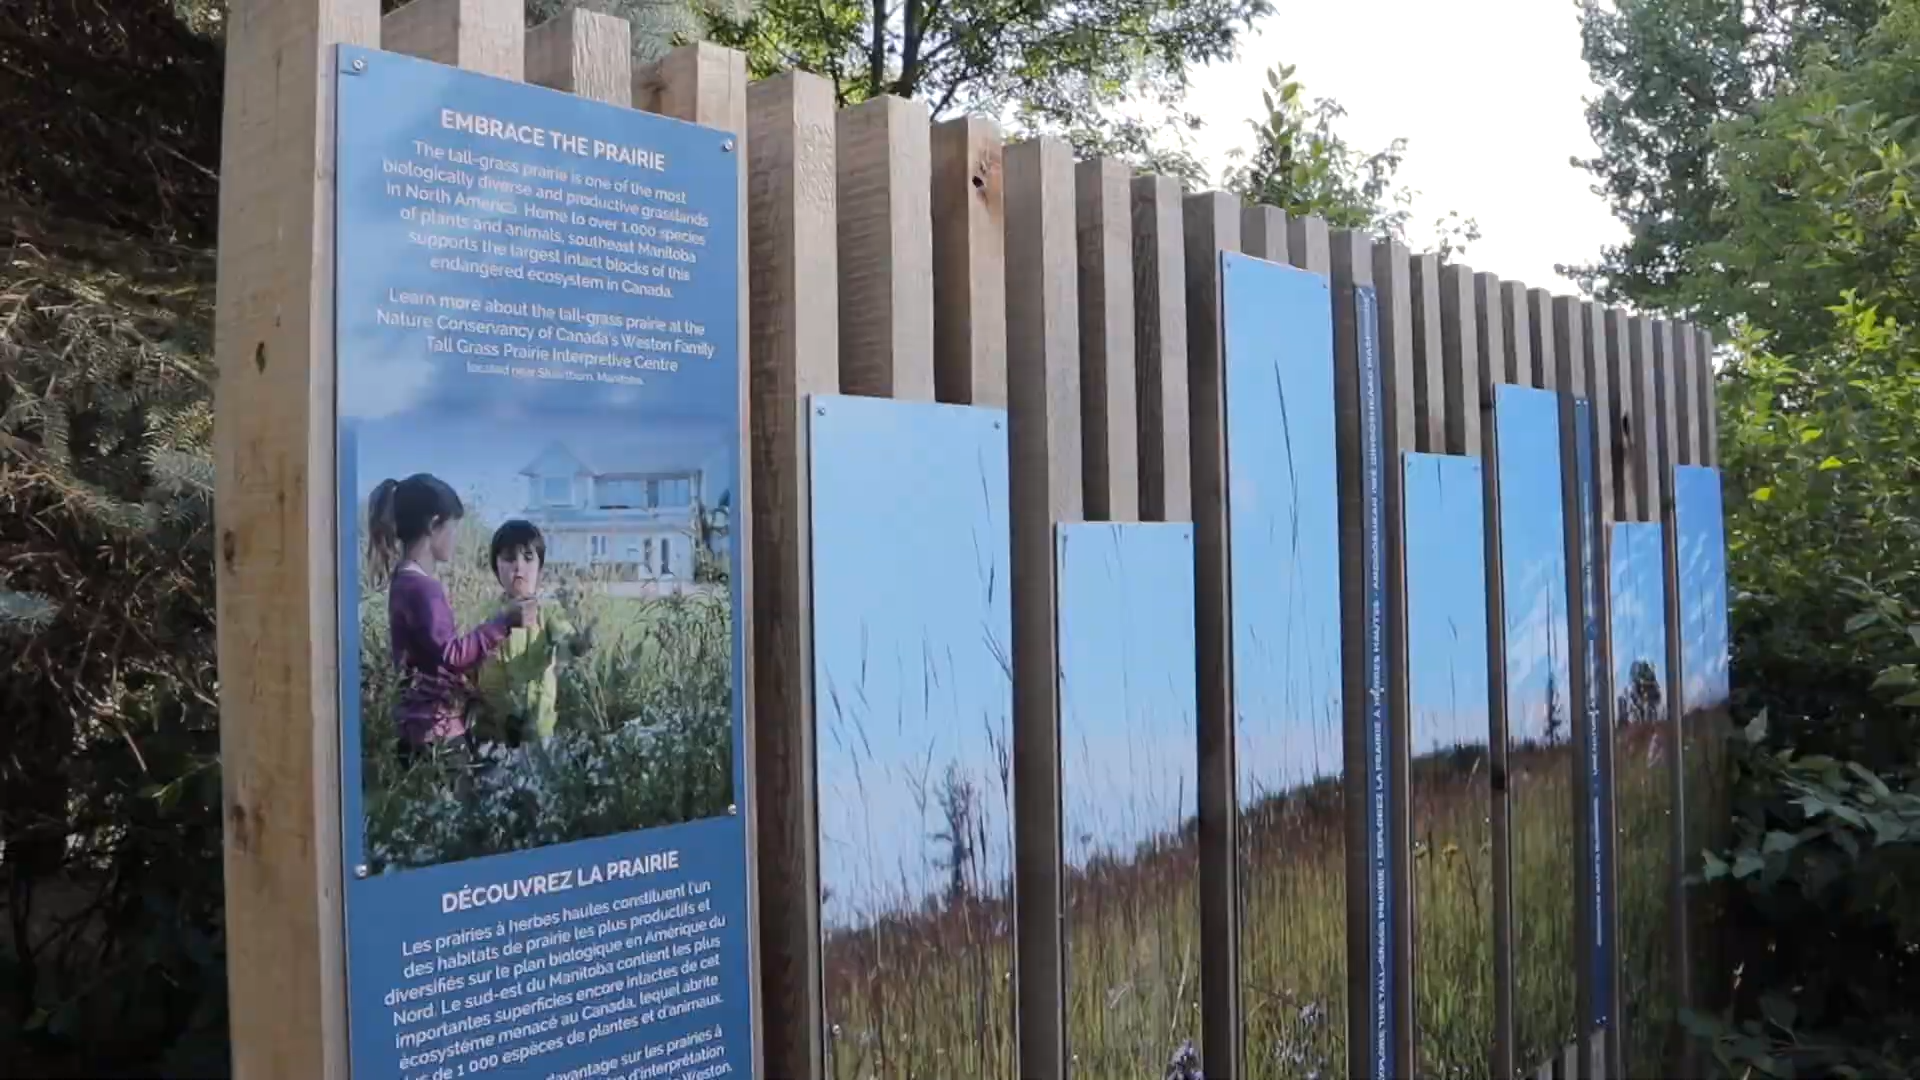 EMBRACE THE PRAIRIE
The tall-grass prairie is one of the most
biologically diverse and productive grasslands
in North America. Home to over 1,000 species
of plants and animals, southeast Manitoba
supports the largest intact blocks of this
endangered ecosystem in Canada.
Learn more about the tall-grass prairie at the
Nature Conservancy of Canada's Weston Family
Tall Grass Prairie Interpretive Centre
located near Stuartburn, Manitoba.
DÉCOUVREZ LA PRAIRIE
Les prairies à herbes hautes constituent l'un
des habitats de prairie les plus productifs et
diversifiés sur le plan biologique en Amérique du
Nord. Le sud-est du Manitoba contient les plus
importantes superficies encore intactes de cet
écosystème menacé au Canada, lequel abrite
de 1 000 espèces de plantes et d'animaux.
davantage sur les prairies à
d'interprétation
Weston,
EXPLORE THE TALL-GRASS PRAIRIE · EXPLOREZ LA PRAIRIE À HERBES HAUTES ·